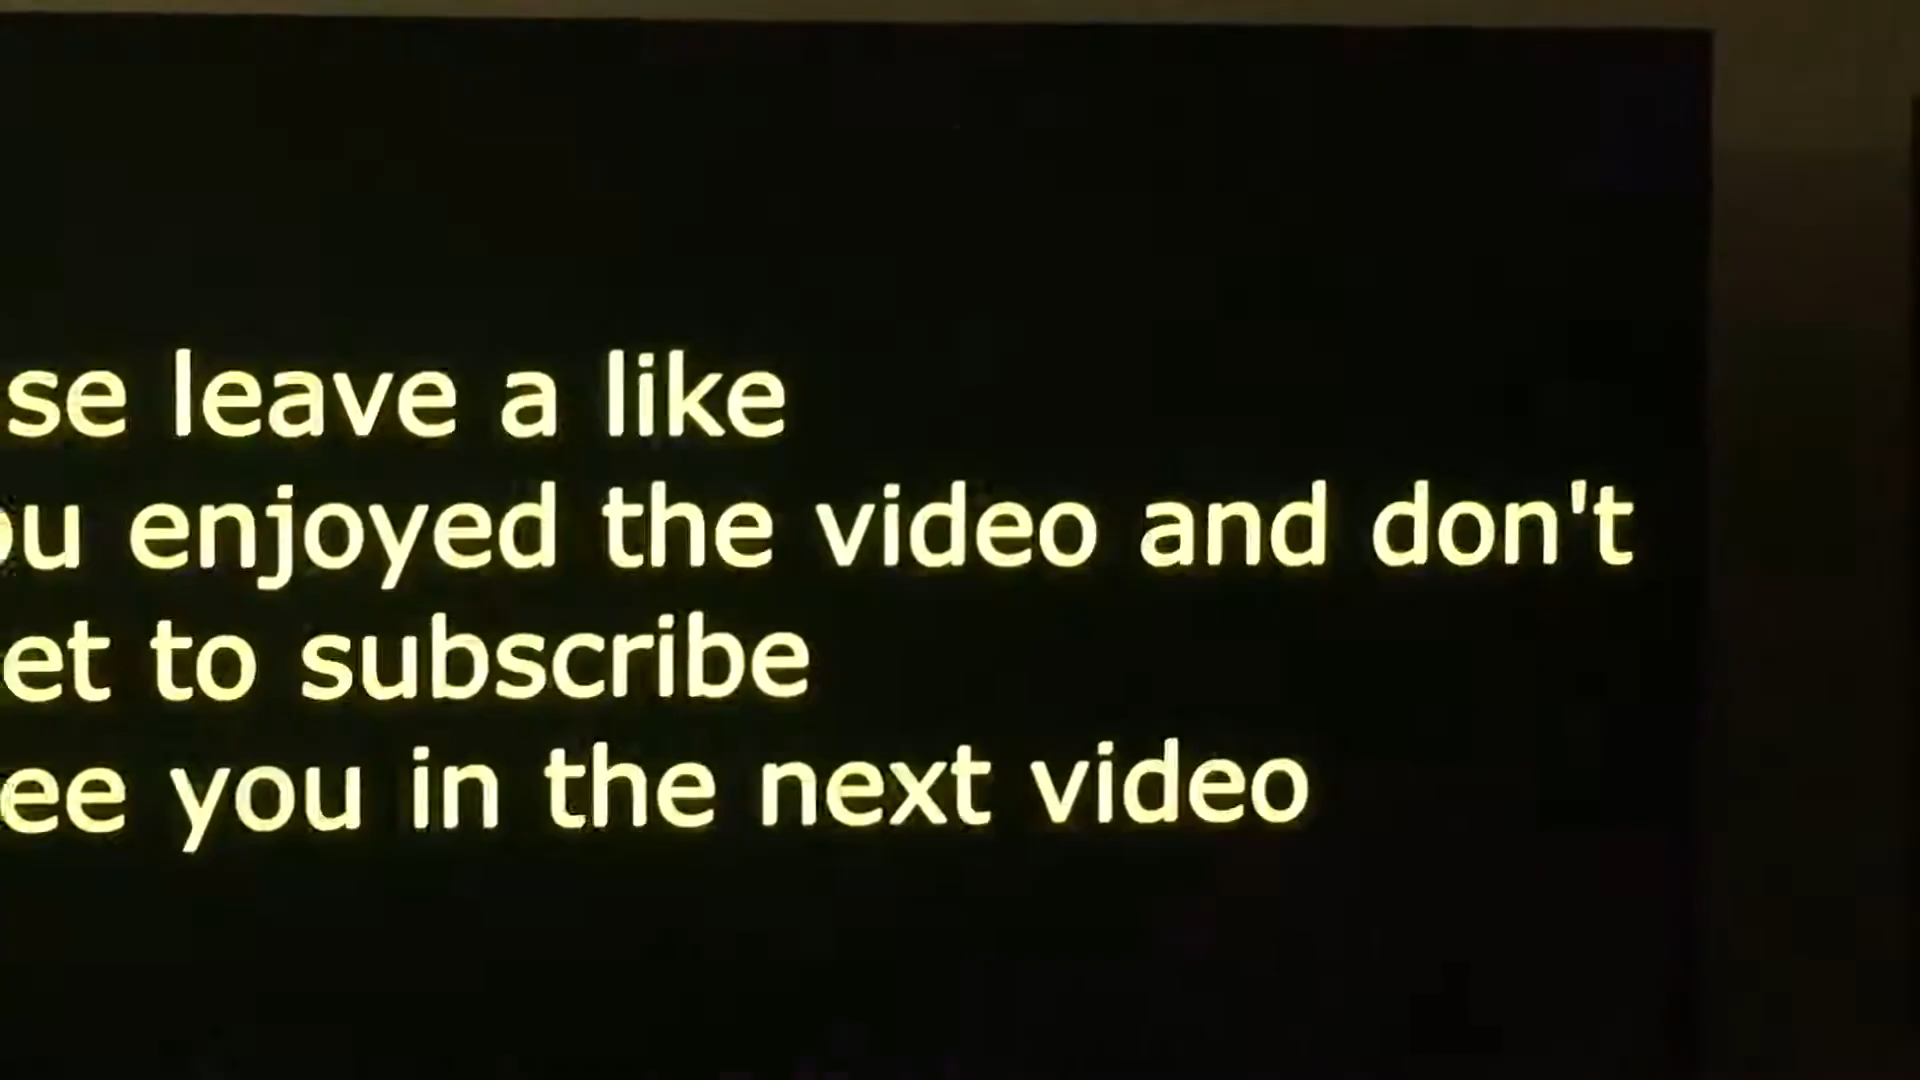 se leave a like
ou enjoyed the video and don't
et to subscribe
ee you in the next video